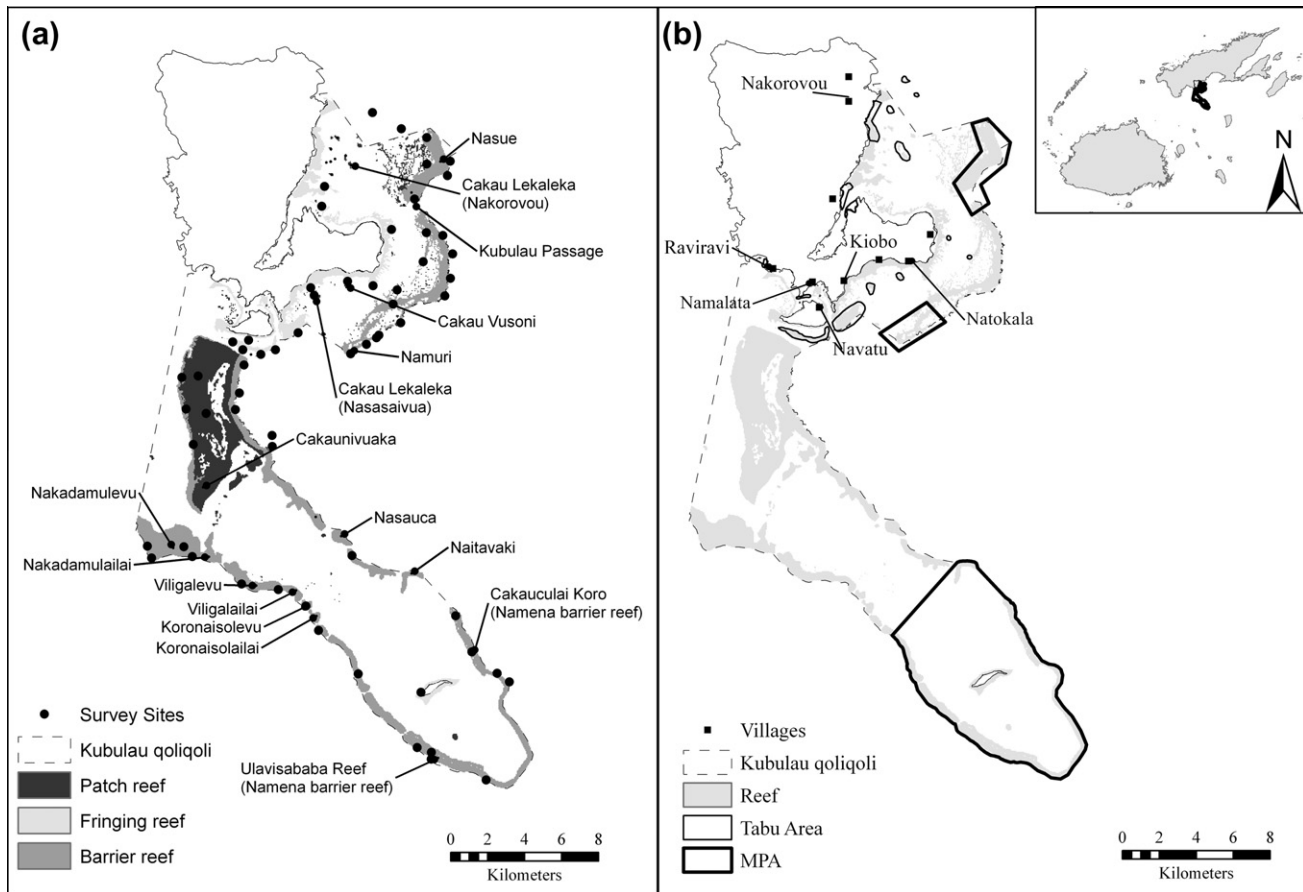 (a)
Nasue
Cakau Lekaleka
(Nakorovou)
Kubulau Passage
Cakau Vusoni
Namuri
Cakau Lekaleka
(Nasasaivua)
Cakaunivuaka
Nakadamulevu
Nasauca
Nakadamulailai
Naitavaki
Viligalevu
Viligalailai
Koronaisolevu
Koronaisolailai
Cakauculai Koro
(Namena barrier reef)
Ulavisababa Reef
(Namena barrier reef)
Survey Sites
Kubulau qoliqoli
Patch reef
Fringing reef
Barrier reef
0 2 4 6 8
Kilometers
(b)
Nakorovou
N
Raviravi
Kiobo
Namalata
Natokala
Navatu
Villages
Kubulau qoliqoli
Reef
Tabu Area
MPA
0 2 4 6 8
Kilometers